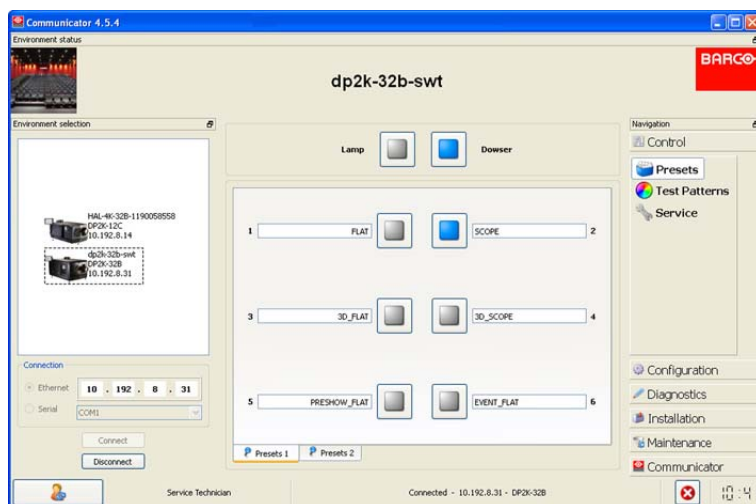 Communicator 4.5.4
Environment status
dp2k-32b-swt
BARCO
Environment selection
HAL-4K-32B-1190058558
DP2K-12C
10.192.8.14
dp2k-32b-swt
DP2K-32B
10.192.8.31
Connection
Ethernet 10 . 192 . 8 . 31
Serial COM1
Connect
Disconnect
Lamp Dowser
1 FLAT SCOPE 2
3 3D_FLAT 3D_SCOPE 4
5 PRESHOW_FLAT EVENT_FLAT 6
Presets 1 Presets 2
Navigation
Control
Presets
Test Patterns
Service
Configuration
Diagnostics
Installation
Maintenance
Communicator
Service Technician Connected - 10.192.8.31 - DP2K-32B